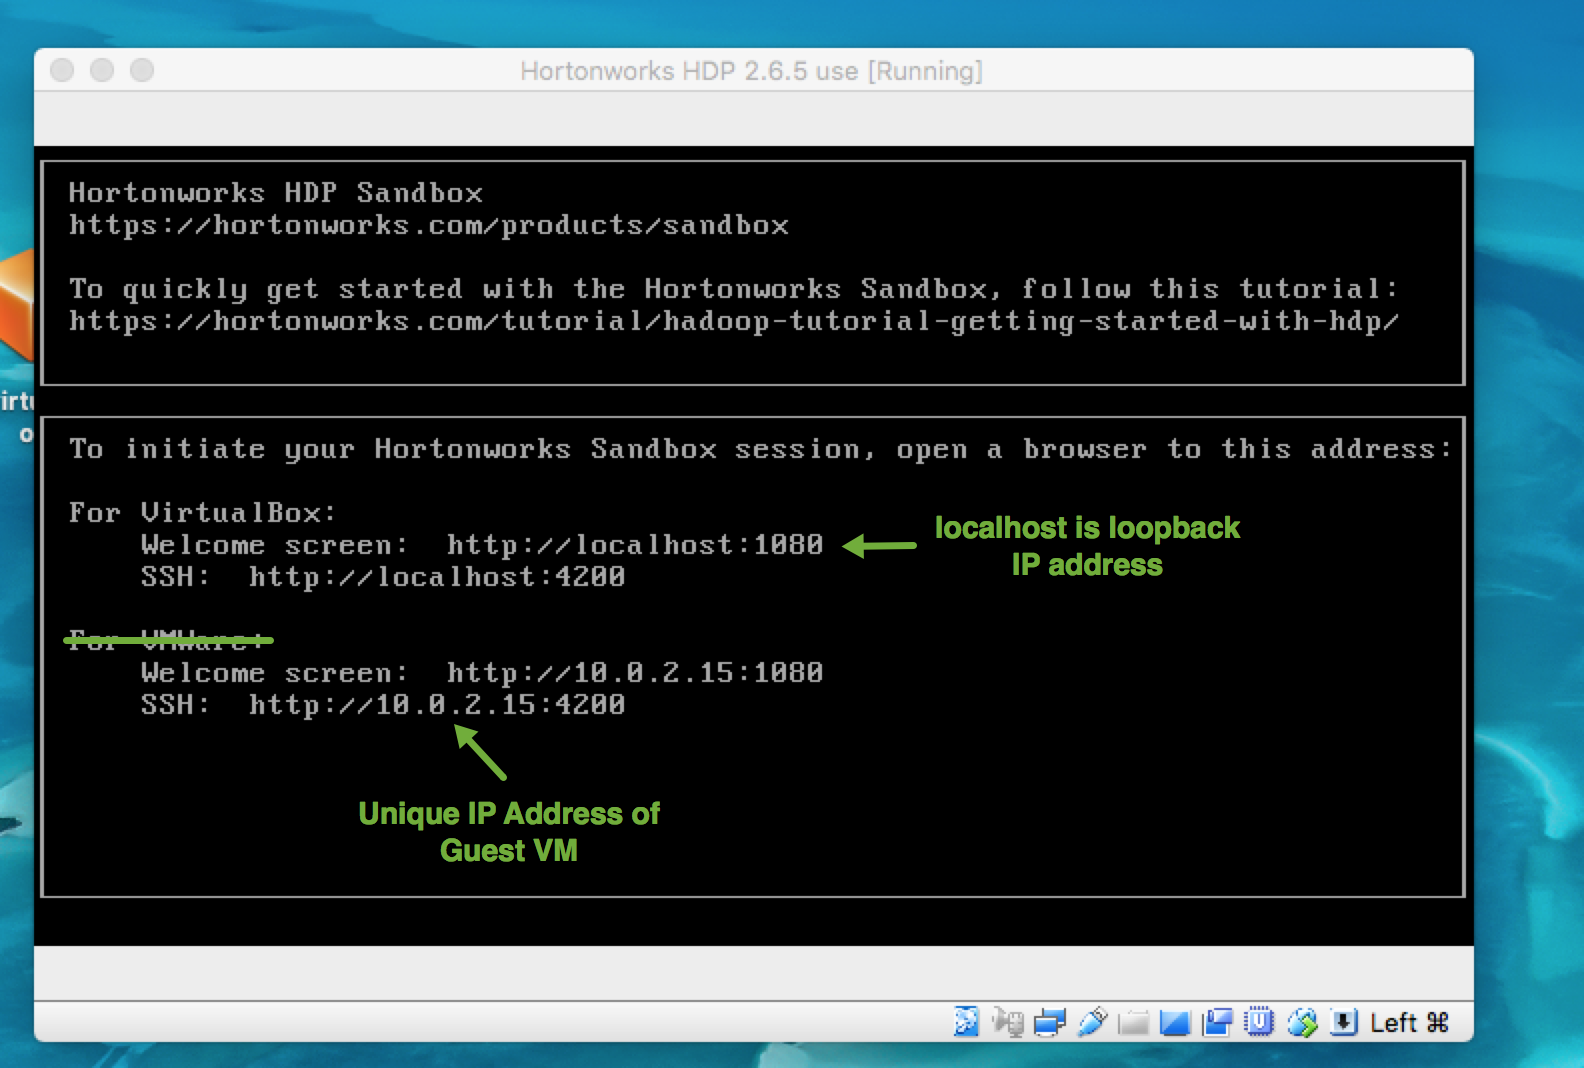 Hortonworks HDP 2.6.5 use [Running]
Hortonworks HDP Sandbox
https://hortonworks.com/products/sandbox
To quickly get started with the Hortonworks Sandbox, follow this tutorial:
https://hortonworks.com/tutorial/hadoop-tutorial-getting-started-with-hdp/
To initiate your Hortonworks Sandbox session, open a browser to this address:
For VirtualBox:
Welcome screen: http://localhost:1080
SSH: http://localhost:4200
localhost is loopback
IP address
For VMWare:
Welcome screen: http://10.0.2.15:1080
SSH: http://10.0.2.15:4200
Unique IP Address of
Guest VM
Left ⌘